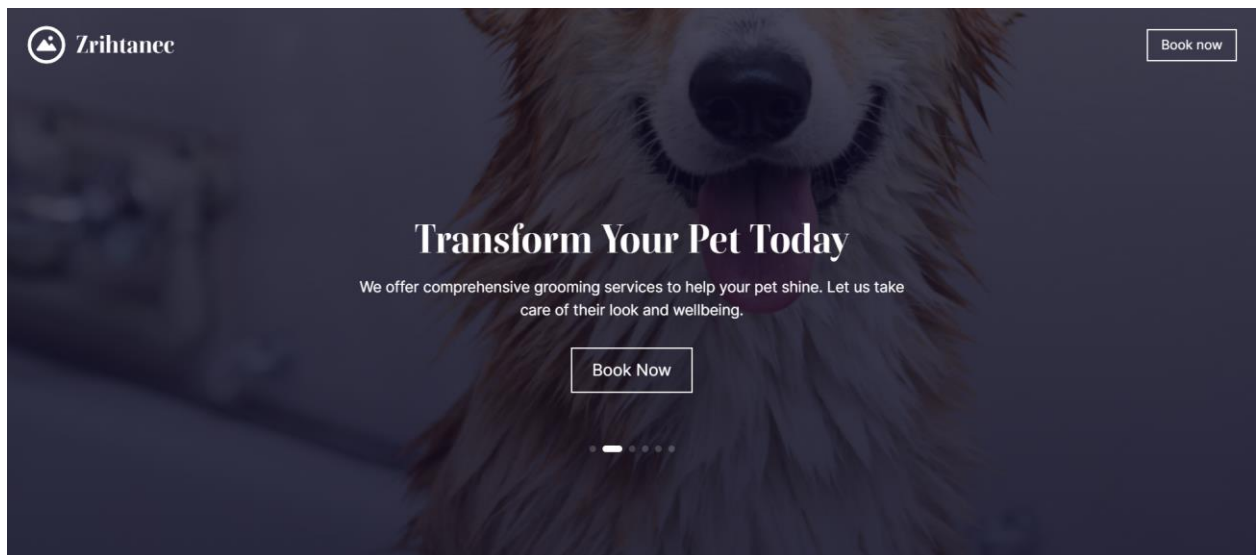 Zrihtanec
Book now
Transform Your Pet Today
We offer comprehensive grooming services to help your pet shine. Let us take
care of their look and wellbeing.
Book Now